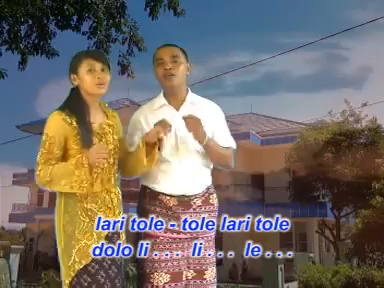 lari tole - tole lari tole
dolo li . . . li . . . le . . .